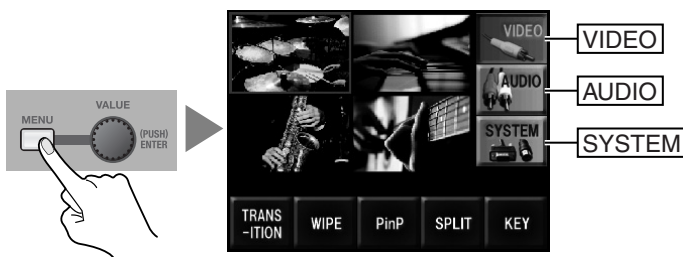 MENU
VALUE
(PUSH)
ENTER
VIDEO
AUDIO
SYSTEM
TRANS
-ITION
WIPE
PinP
SPLIT
KEY
VIDEO
AUDIO
SYSTEM